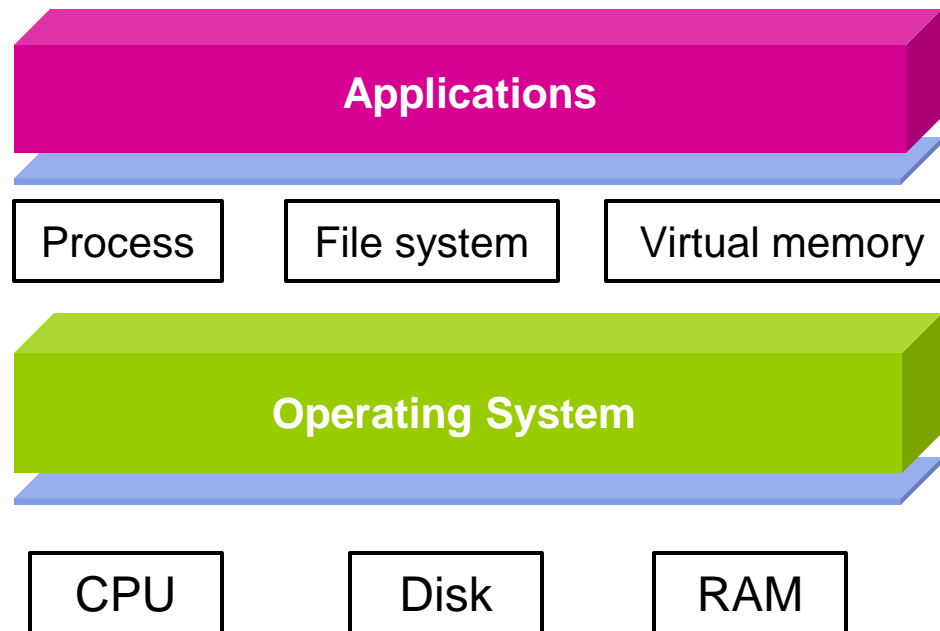 Applications
Process File system Virtual memory
Operating System
CPU Disk RAM